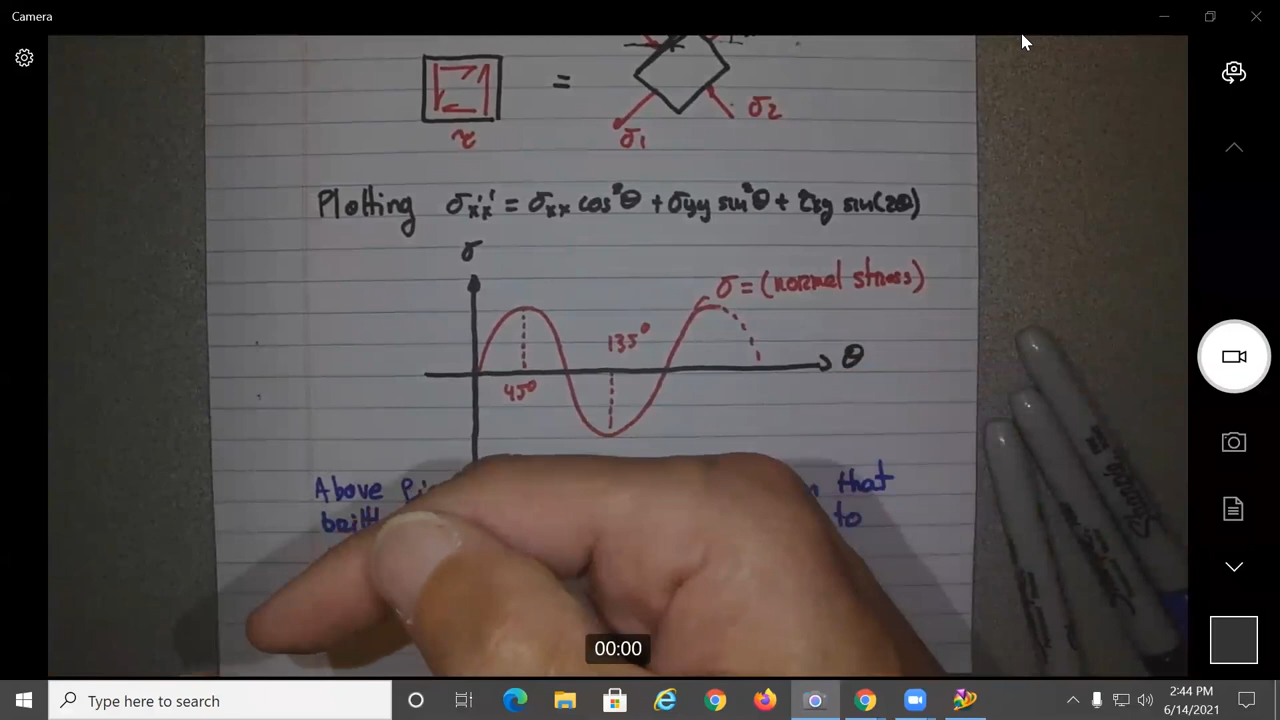 Camera
=
τ
σ1
σ2
Plotting σx'x' = σxx cos²θ + σyy sin²θ + τxy sin(2θ)
σ
σ = (normal stress)
135°
θ
45°
Above
that
to
00:00
Type here to search
2:44 PM
6/14/2021